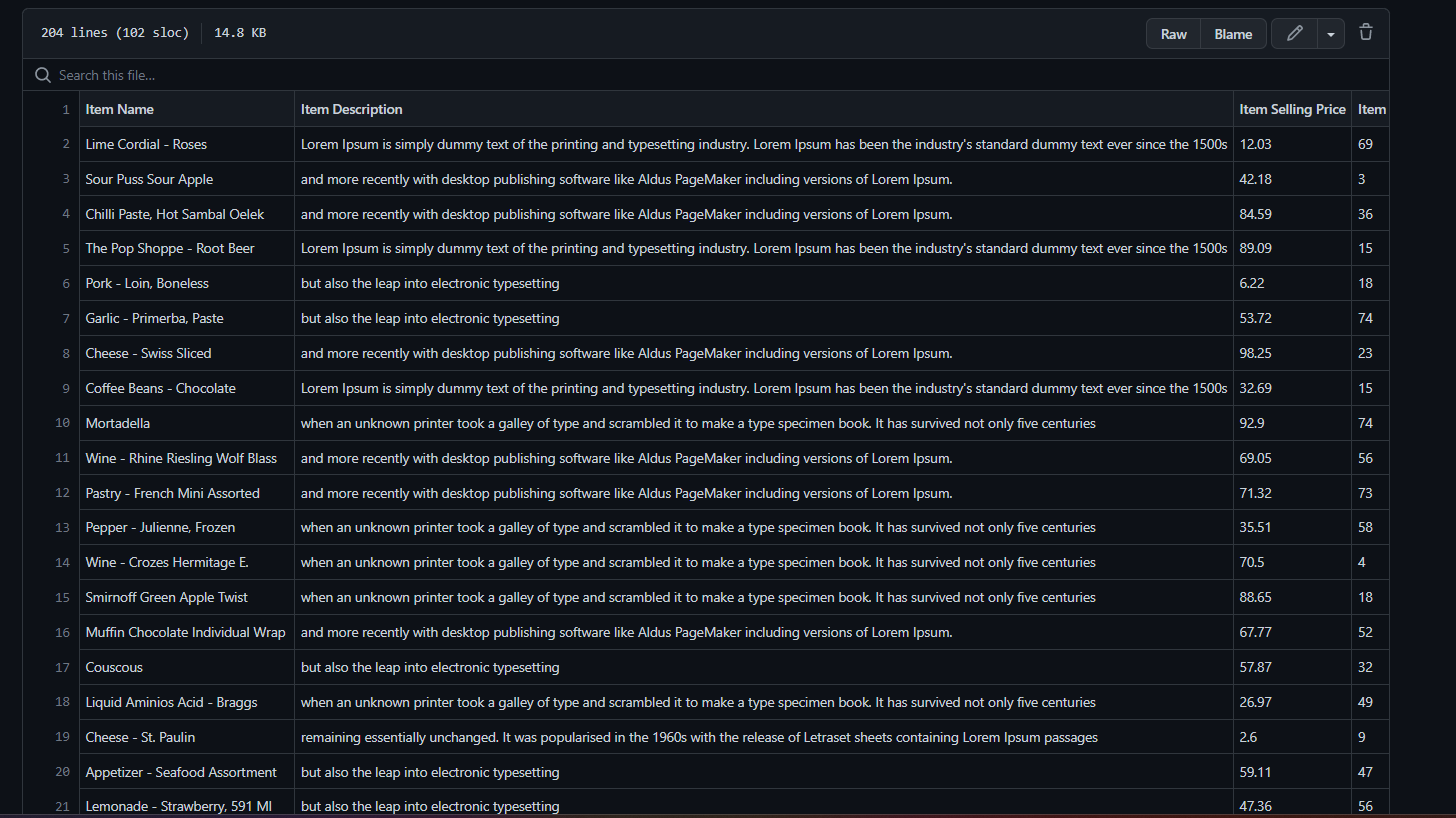 204 lines (102 sloc) 14.8 KB Raw Blame
Search this file...
1 Item Name Item Description Item Selling Price Item
2 Lime Cordial - Roses Lorem Ipsum is simply dummy text of the printing and typesetting industry. Lorem Ipsum has been the industry's standard dummy text ever since the 1500s 12.03 69
3 Sour Puss Sour Apple and more recently with desktop publishing software like Aldus PageMaker including versions of Lorem Ipsum. 42.18 3
4 Chilli Paste, Hot Sambal Oelek and more recently with desktop publishing software like Aldus PageMaker including versions of Lorem Ipsum. 84.59 36
5 The Pop Shoppe - Root Beer Lorem Ipsum is simply dummy text of the printing and typesetting industry. Lorem Ipsum has been the industry's standard dummy text ever since the 1500s 89.09 15
6 Pork - Loin, Boneless but also the leap into electronic typesetting 6.22 18
7 Garlic - Primerba, Paste but also the leap into electronic typesetting 53.72 74
8 Cheese - Swiss Sliced and more recently with desktop publishing software like Aldus PageMaker including versions of Lorem Ipsum. 98.25 23
9 Coffee Beans - Chocolate Lorem Ipsum is simply dummy text of the printing and typesetting industry. Lorem Ipsum has been the industry's standard dummy text ever since the 1500s 32.69 15
10 Mortadella when an unknown printer took a galley of type and scrambled it to make a type specimen book. It has survived not only five centuries 92.9 74
11 Wine - Rhine Riesling Wolf Blass and more recently with desktop publishing software like Aldus PageMaker including versions of Lorem Ipsum. 69.05 56
12 Pastry - French Mini Assorted and more recently with desktop publishing software like Aldus PageMaker including versions of Lorem Ipsum. 71.32 73
13 Pepper - Julienne, Frozen when an unknown printer took a galley of type and scrambled it to make a type specimen book. It has survived not only five centuries 35.51 58
14 Wine - Crozes Hermitage E. when an unknown printer took a galley of type and scrambled it to make a type specimen book. It has survived not only five centuries 70.5 4
15 Smirnoff Green Apple Twist when an unknown printer took a galley of type and scrambled it to make a type specimen book. It has survived not only five centuries 88.65 18
16 Muffin Chocolate Individual Wrap and more recently with desktop publishing software like Aldus PageMaker including versions of Lorem Ipsum. 67.77 52
17 Couscous but also the leap into electronic typesetting 57.87 32
18 Liquid Aminios Acid - Braggs when an unknown printer took a galley of type and scrambled it to make a type specimen book. It has survived not only five centuries 26.97 49
19 Cheese - St. Paulin remaining essentially unchanged. It was popularised in the 1960s with the release of Letraset sheets containing Lorem Ipsum passages 2.6 9
20 Appetizer - Seafood Assortment but also the leap into electronic typesetting 59.11 47
21 Lemonade - Strawberry, 591 Ml but also the leap into electronic typesetting 47.36 56